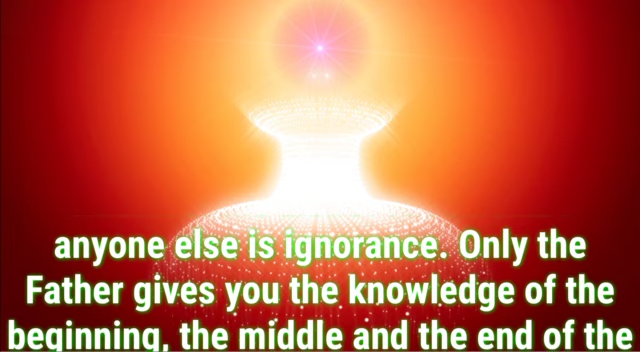 anyone else is ignorance. Only the
Father gives you the knowledge of the
beginning, the middle and the end of the